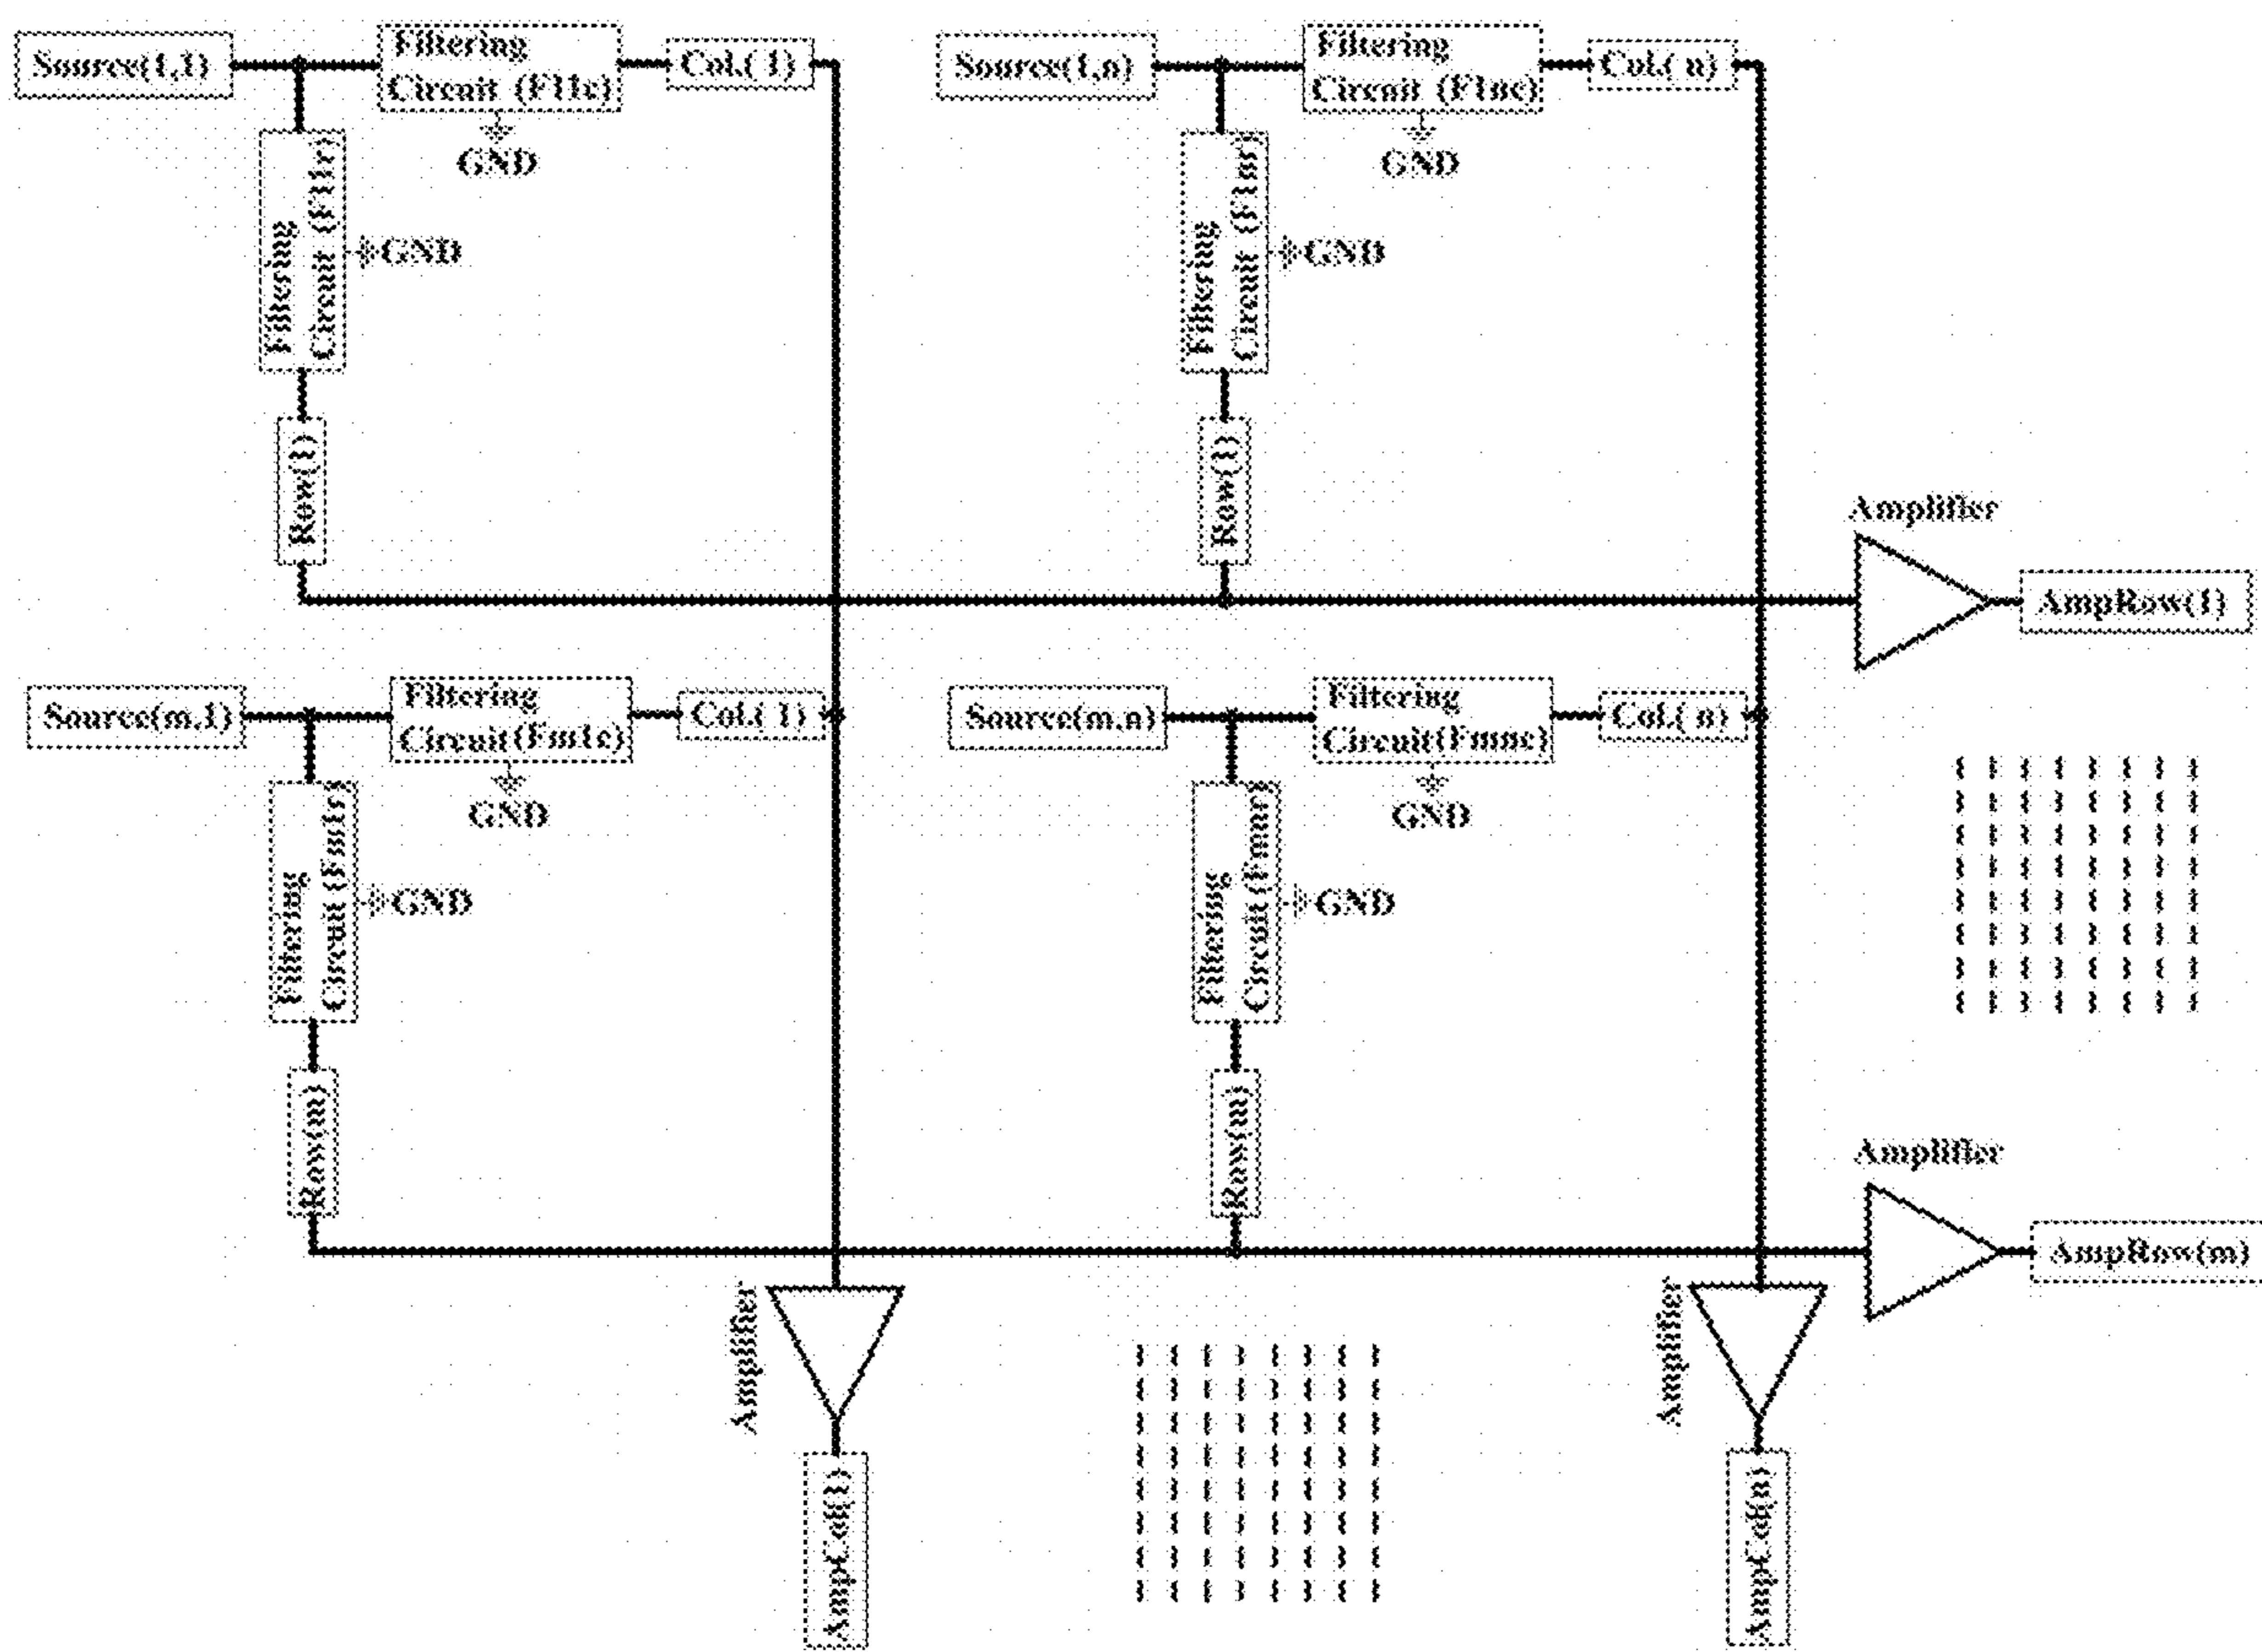 Source(1,1)
Filtering
Circuit (F11c)
Col.( 1)
GND
Filtering
Circuit (F11r)
GND
Row(1)
Source(1,n)
Filtering
Circuit (F1nc)
Col.( n)
GND
Filtering
Circuit (F1nr)
GND
Row(1)
Amplifier
AmpRow(1)
Source(m,1)
Filtering
Circuit(Fm1c)
Col.( 1)
GND
Filtering
Circuit (Fm1r)
GND
Row(m)
Source(m,n)
Filtering
Circuit(Fmnc)
Col.( n)
GND
Filtering
Circuit(Fmnr)
GND
Row(m)
Amplifier
AmpRow(m)
Amplifier
AmpCol(1)
Amplifier
AmpCol(n)